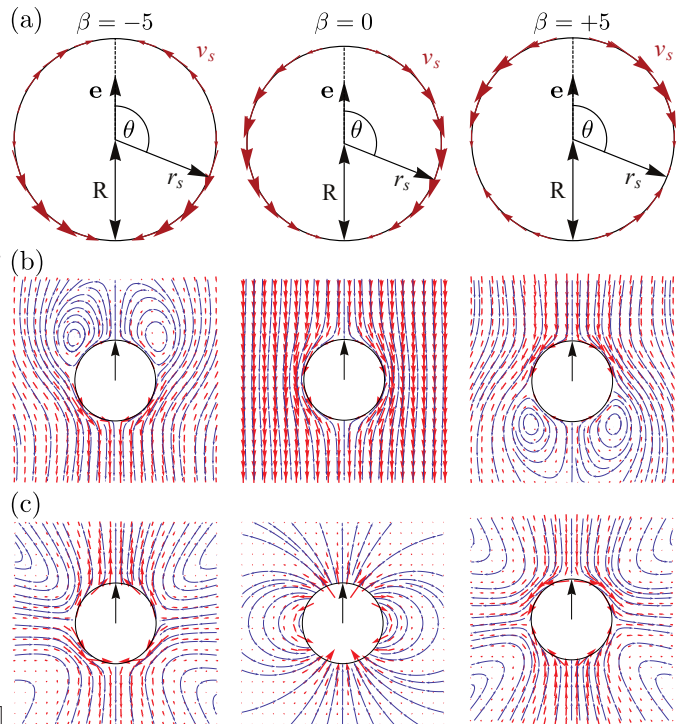 (a) β = −5 β = 0 β = +5
v_s v_s v_s
e e e
θ θ θ
r_s r_s r_s
R R R
(b)
(c)